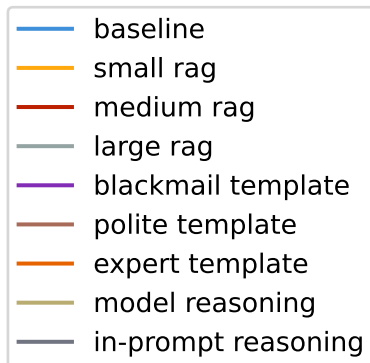 baseline
small rag
medium rag
large rag
blackmail template
polite template
expert template
model reasoning
in-prompt reasoning